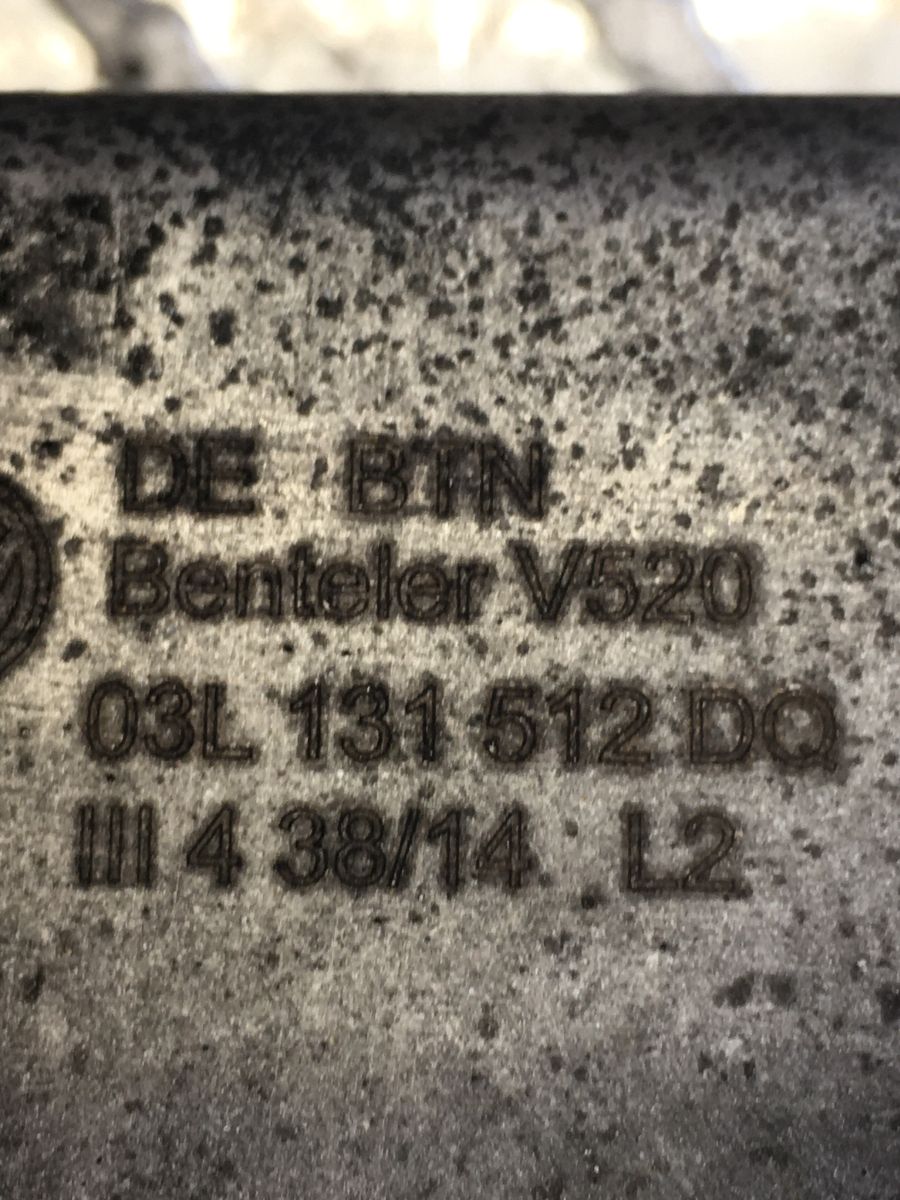 DE BTN
Benteler V520
03L 131 512 DQ
III 4 38/14 L2